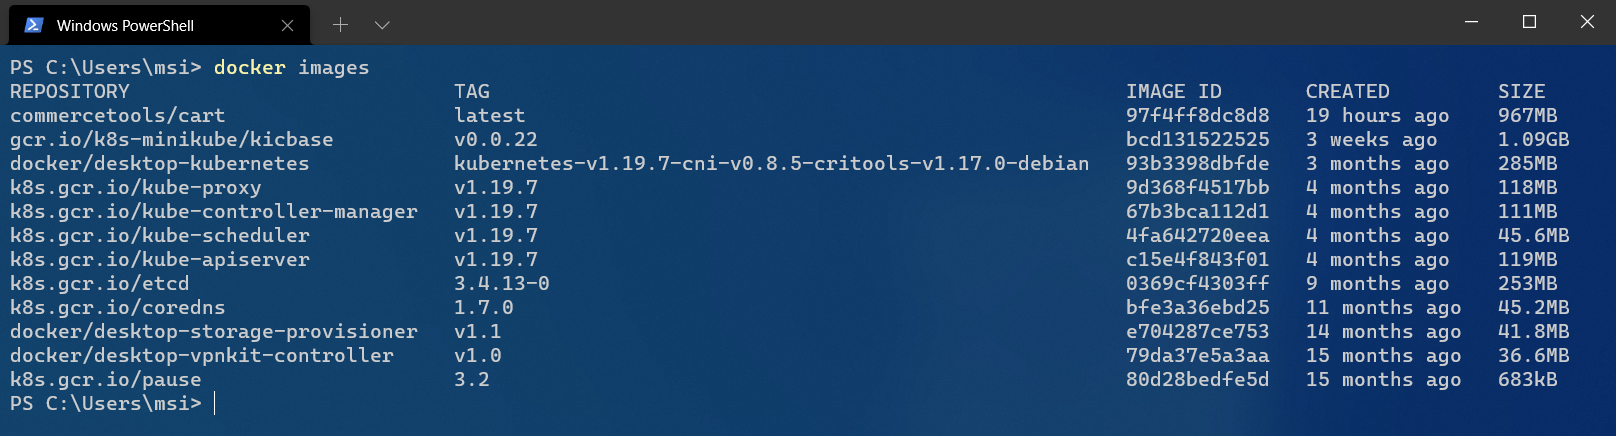 Windows PowerShell
PS C:\Users\msi> docker images
REPOSITORY TAG IMAGE ID CREATED SIZE
commercetools/cart latest 97f4ff8dc8d8 19 hours ago 967MB
gcr.io/k8s-minikube/kicbase v0.0.22 bcd131522525 3 weeks ago 1.09GB
docker/desktop-kubernetes kubernetes-v1.19.7-cni-v0.8.5-critools-v1.17.0-debian 93b3398dbfde 3 months ago 285MB
k8s.gcr.io/kube-proxy v1.19.7 9d368f4517bb 4 months ago 118MB
k8s.gcr.io/kube-controller-manager v1.19.7 67b3bca112d1 4 months ago 111MB
k8s.gcr.io/kube-scheduler v1.19.7 4fa642720eea 4 months ago 45.6MB
k8s.gcr.io/kube-apiserver v1.19.7 c15e4f843f01 4 months ago 119MB
k8s.gcr.io/etcd 3.4.13-0 0369cf4303ff 9 months ago 253MB
k8s.gcr.io/coredns 1.7.0 bfe3a36ebd25 11 months ago 45.2MB
docker/desktop-storage-provisioner v1.1 e704287ce753 14 months ago 41.8MB
docker/desktop-vpnkit-controller v1.0 79da37e5a3aa 15 months ago 36.6MB
k8s.gcr.io/pause 3.2 80d28bedfe5d 15 months ago 683kB
PS C:\Users\msi>